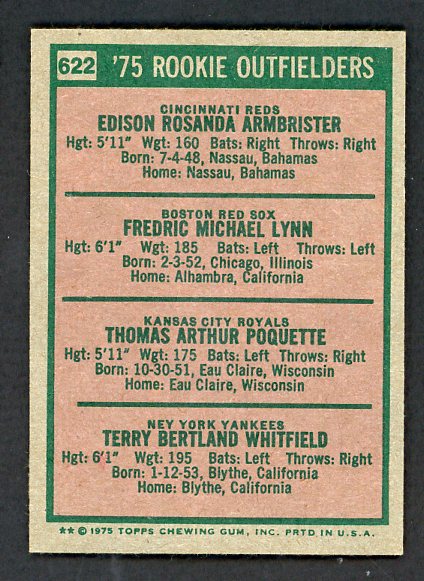 622 '75 ROOKIE OUTFIELDERS
CINCINNATI REDS
EDISON ROSANDA ARMBRISTER
Hgt: 5'11" Wgt: 160 Bats: Right Throws: Right
Born: 7-4-48, Nassau, Bahamas
Home: Nassau, Bahamas
BOSTON RED SOX
FREDRIC MICHAEL LYNN
Hgt: 6'1" Wgt: 185 Bats: Left Throws: Left
Born: 2-3-52, Chicago, Illinois
Home: Alhambra, California
KANSAS CITY ROYALS
THOMAS ARTHUR POQUETTE
Hgt: 5'11" Wgt: 175 Bats: Left Throws: Right
Born: 10-30-51, Eau Claire, Wisconsin
Home: Eau Claire, Wisconsin
NEW YORK YANKEES
TERRY BERTLAND WHITFIELD
Hgt: 6'1" Wgt: 195 Bats: Left Throws: Right
Born: 1-12-53, Blythe, California
Home: Blythe, California
** © 1975 TOPPS CHEWING GUM, INC. PRTD IN U.S.A.